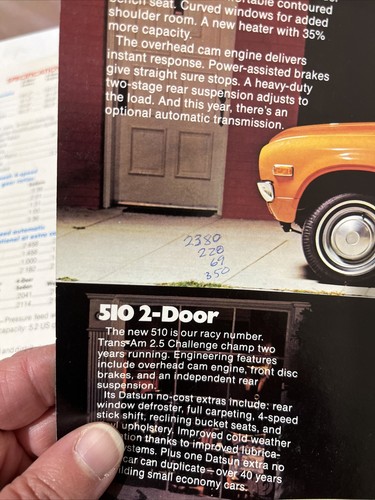 bench seat. Curved windows for added
shoulder room. A new heater with 35%
more capacity.
The overhead cam engine delivers
instant response. Power-assisted brakes
give straight sure stops. A heavy-duty
two-stage rear suspension adjusts to
the load. And this year, there's an
optional automatic transmission.
2380
228
69
350
510 2-Door
The new 510 is our racy number.
Trans-Am 2.5 Challenge champ two
years running. Engineering features
include overhead cam engine, front disc
brakes, and an independent rear
suspension.
Its Datsun no-cost extras include: rear
window defroster, full carpeting, 4-speed
stick shift, reclining bucket seats, and
upholstery. Improved cold weather
thanks to improved lubrica-
Plus one Datsun extra no
car can duplicate—over 40 years
small economy cars.